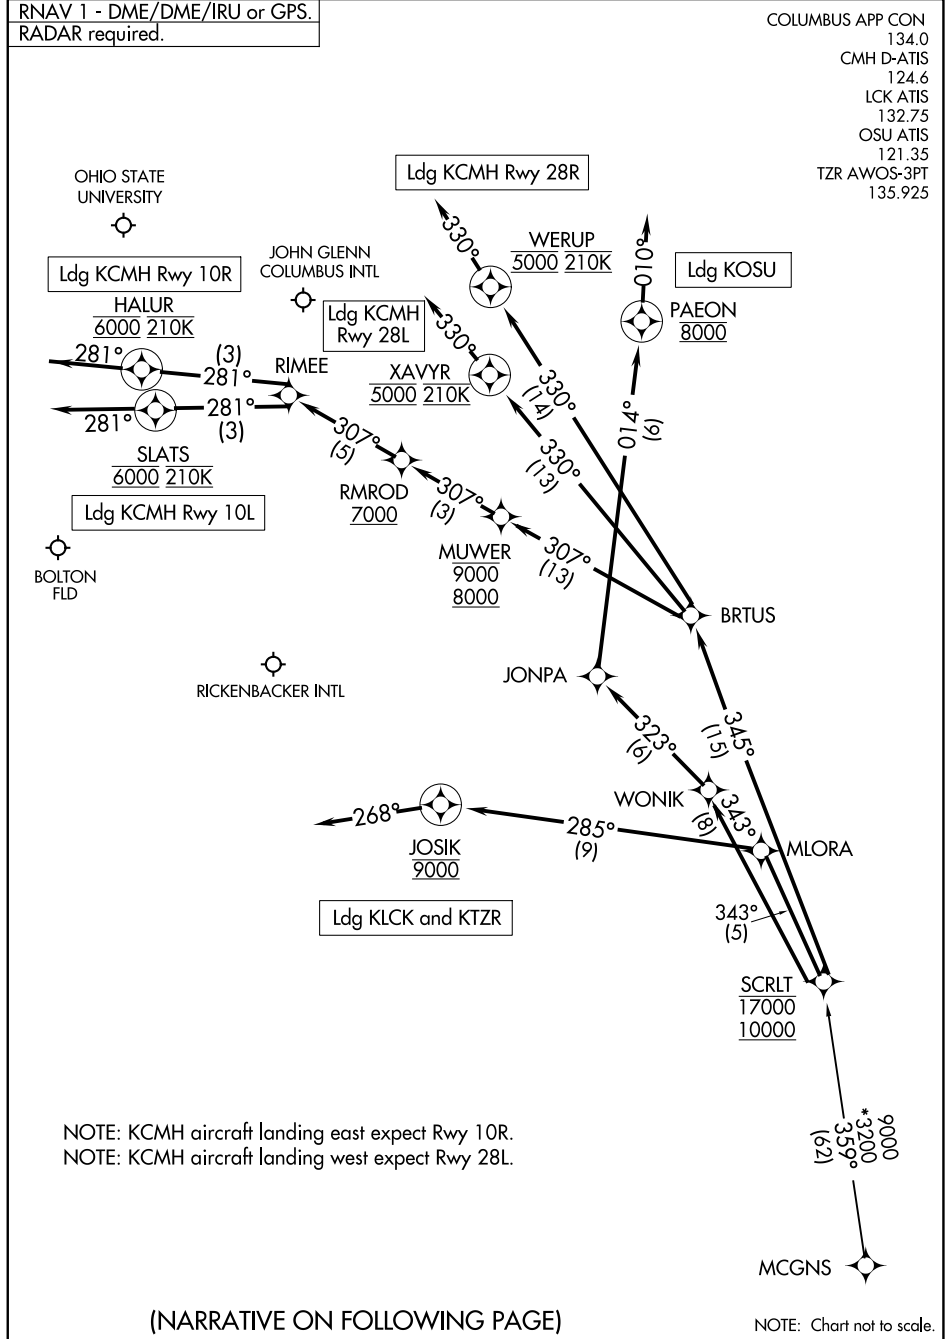 RNAV 1 - DME/DME/IRU or GPS.
RADAR required.
COLUMBUS APP CON
134.0
CMH D-ATIS
124.6
LCK ATIS
132.75
OSU ATIS
121.35
TZR AWOS-3PT
135.925
OHIO STATE
UNIVERSITY
Ldg KCMH Rwy 28R
330°
WERUP
5000 210K
010°
Ldg KOSU
JOHN GLENN
COLUMBUS INTL
Ldg KCMH Rwy 10R
HALUR
6000 210K
Ldg KCMH
Rwy 28L
330°
PAEON
8000
281°
(3)
281°
RIMEE
XAVYR
5000 210K
330°
(14)
014°
(6)
281°
281°
(3)
SLATS
6000 210K
Ldg KCMH Rwy 10L
307°
(5)
330°
(13)
RMROD
7000
307°
(3)
MUWER
9000
8000
307°
(13)
BOLTON
FLD
BRTUS
RICKENBACKER INTL
JONPA
323°
(6)
345°
(15)
WONIK
343°
(8)
268°
JOSIK
9000
285°
(9)
MLORA
Ldg KLCK and KTZR
343°
(5)
SCRLT
17000
10000
NOTE: KCMH aircraft landing east expect Rwy 10R.
NOTE: KCMH aircraft landing west expect Rwy 28L.
9000
*3200
359°
(62)
MCGNS
(NARRATIVE ON FOLLOWING PAGE)
NOTE: Chart not to scale.